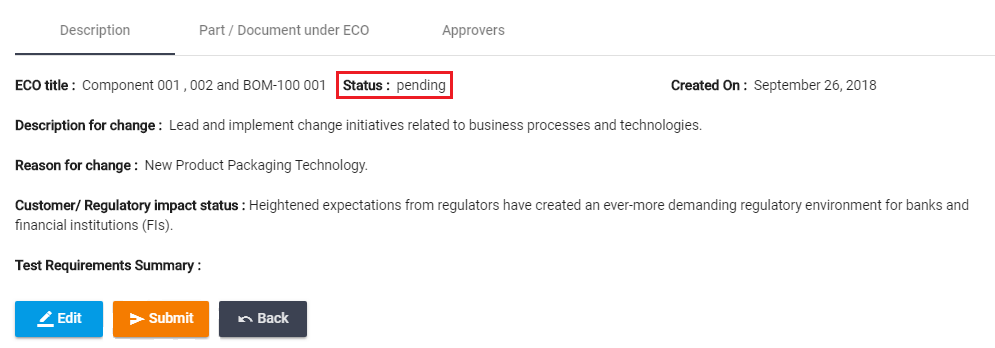 Description Part / Document under ECO Approvers
ECO title : Component 001 , 002 and BOM-100 001 Status : pending Created On : September 26, 2018
Description for change : Lead and implement change initiatives related to business processes and technologies.
Reason for change : New Product Packaging Technology.
Customer/ Regulatory impact status : Heightened expectations from regulators have created an ever-more demanding regulatory environment for banks and
financial institutions (FIs).
Test Requirements Summary :
Edit Submit Back